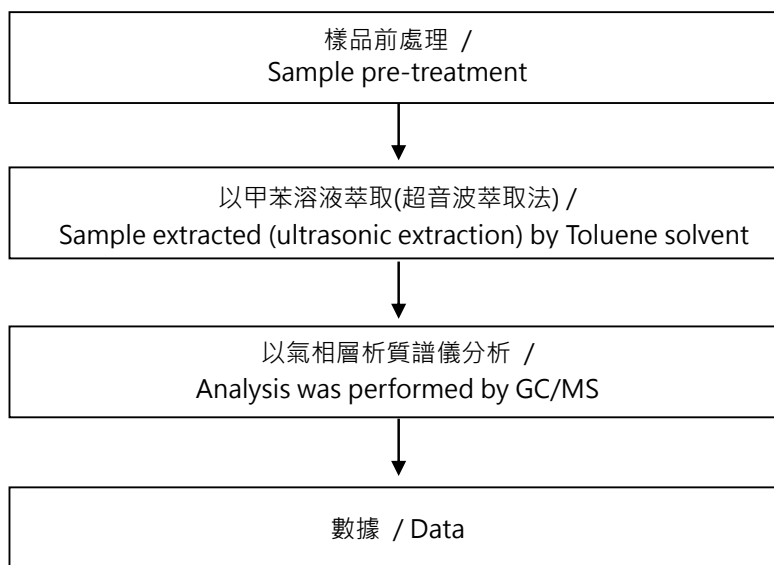 樣品前處理 /
Sample pre-treatment
以甲苯溶液萃取(超音波萃取法) /
Sample extracted (ultrasonic extraction) by Toluene solvent
以氣相層析質譜儀分析 /
Analysis was performed by GC/MS
數據 / Data